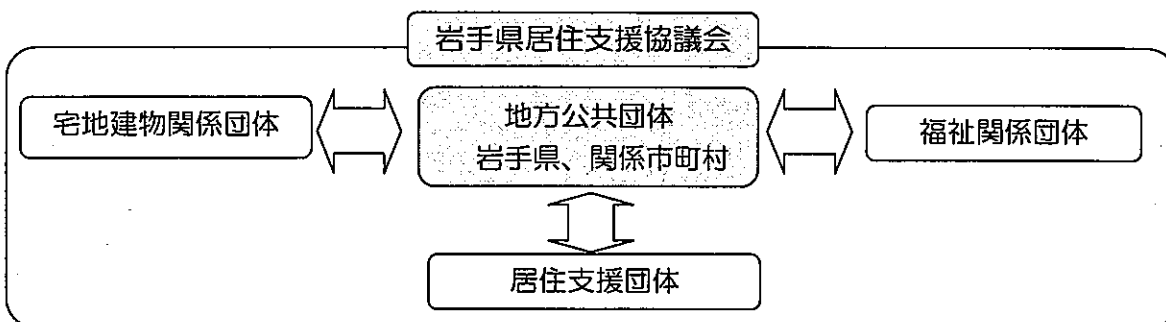 岩手県居住支援協議会
宅地建物関係団体
地方公共団体
岩手県、関係市町村
福祉関係団体
居住支援団体